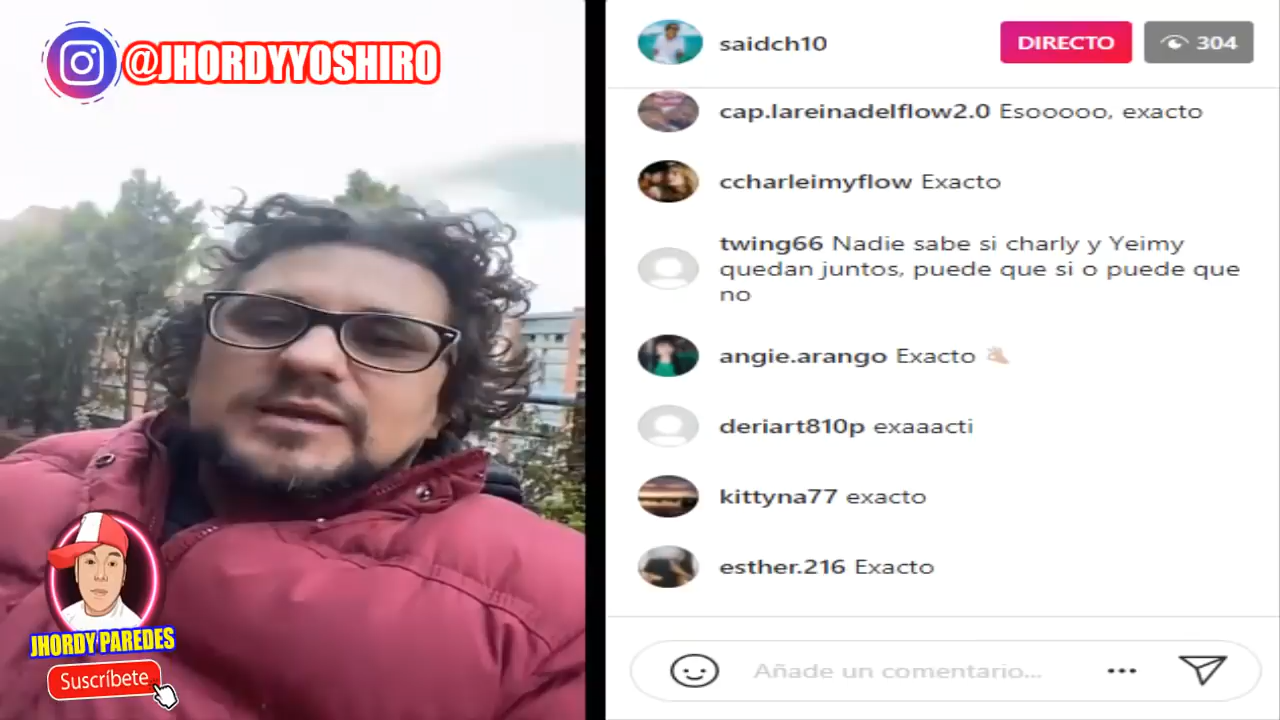 @JHORDYYOSHIRO
JHORDY PAREDES
Suscríbete
saidch10
DIRECTO
304
cap.lareinadelflow2.0 Esooooo, exacto
ccharleimyflow Exacto
twing66 Nadie sabe si charly y Yeimy
quedan juntos, puede que si o puede que
no
angie.arango Exacto 👌🏻
deriart810p exaaacti
kittyna77 exacto
esther.216 Exacto
Añade un comentario...